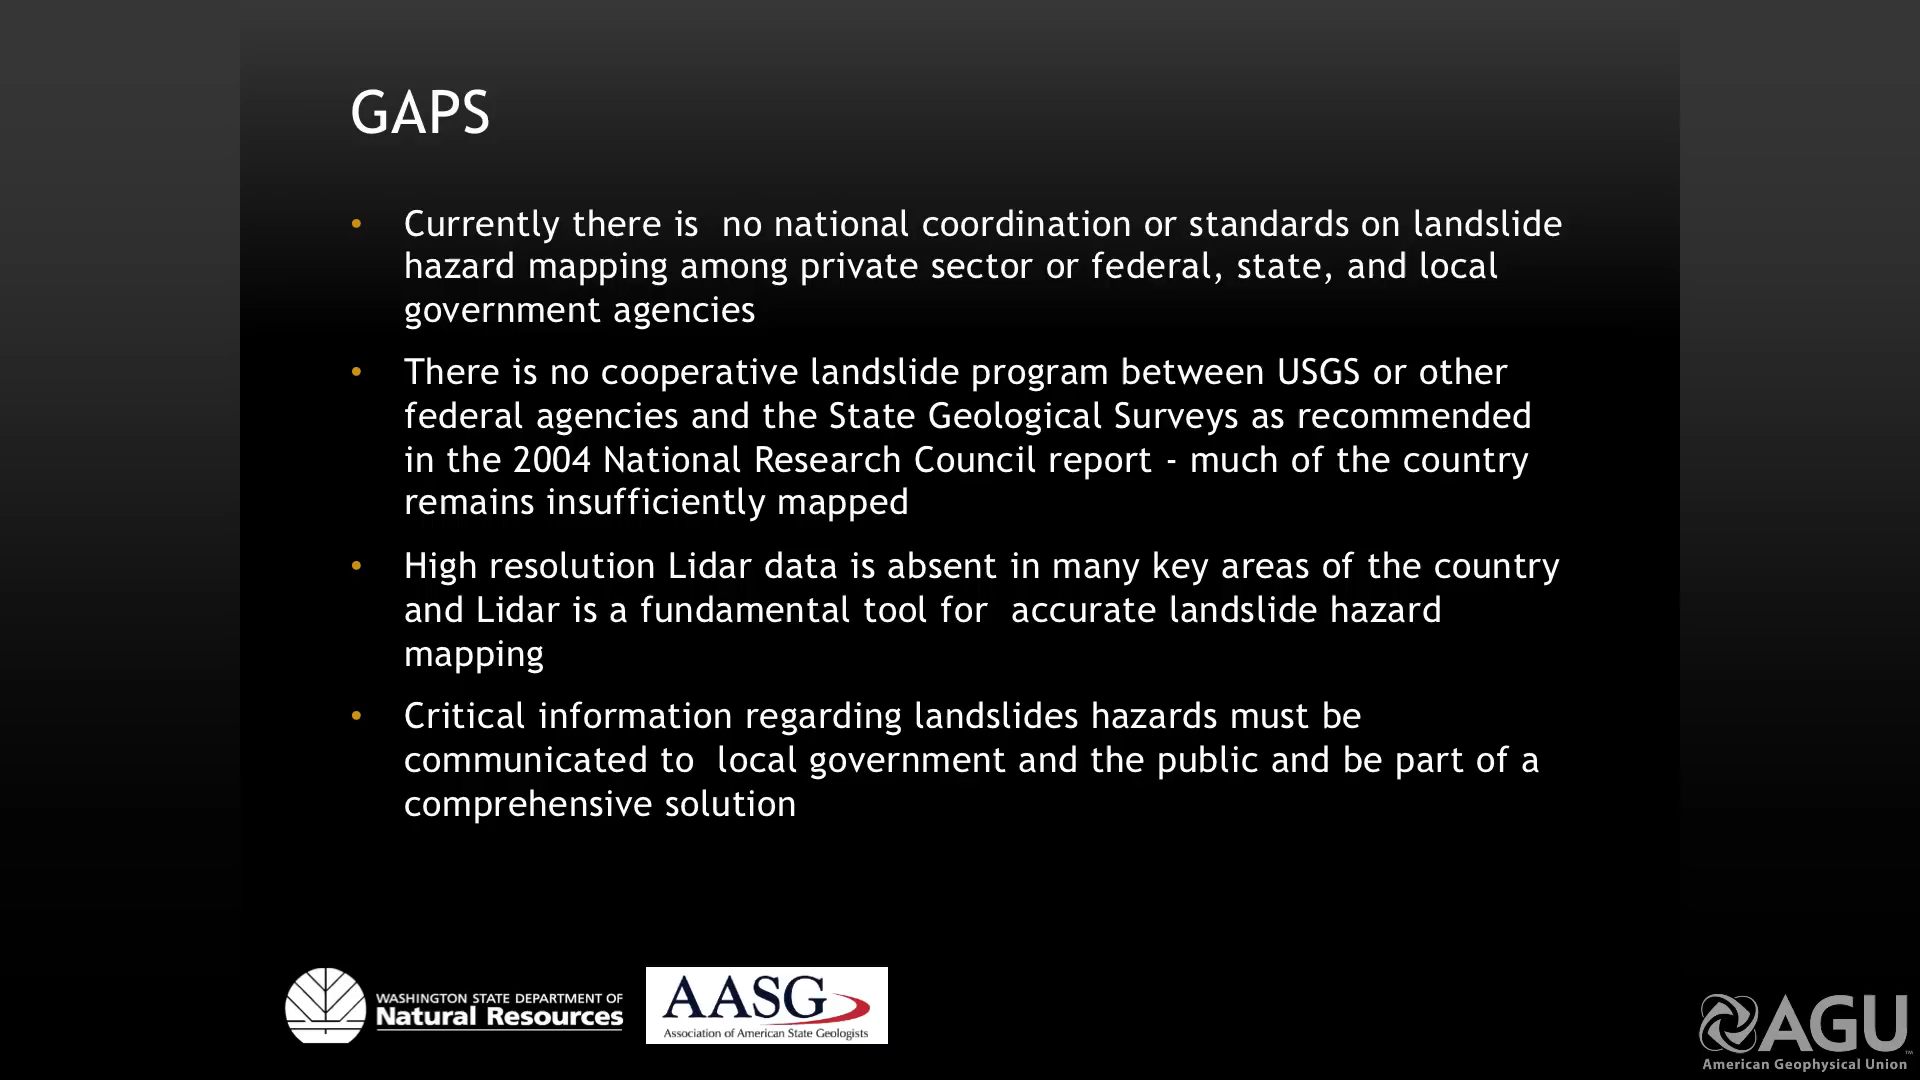 GAPS
• Currently there is  no national coordination or standards on landslide
hazard mapping among private sector or federal, state, and local
government agencies
• There is no cooperative landslide program between USGS or other
federal agencies and the State Geological Surveys as recommended
in the 2004 National Research Council report - much of the country
remains insufficiently mapped
• High resolution Lidar data is absent in many key areas of the country
and Lidar is a fundamental tool for  accurate landslide hazard
mapping
• Critical information regarding landslides hazards must be
communicated to  local government and the public and be part of a
comprehensive solution
WASHINGTON STATE DEPARTMENT OF
Natural Resources
AASG
Association of American State Geologists
AGU™
American Geophysical Union